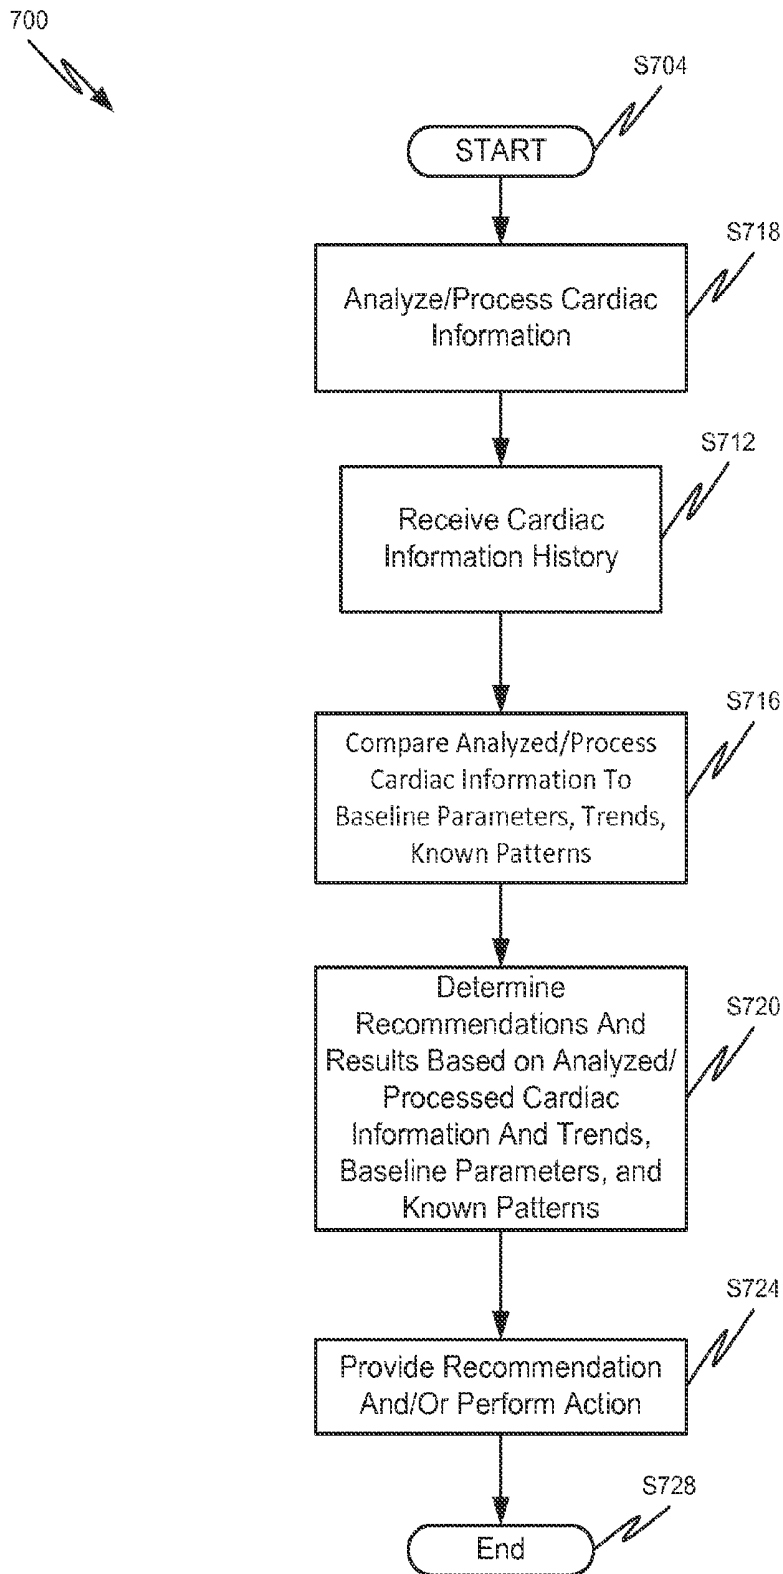 700
S704
START
S718
Analyze/Process Cardiac
Information
S712
Receive Cardiac
Information History
S716
Compare Analyzed/Process
Cardiac Information To
Baseline Parameters, Trends,
Known Patterns
S720
Determine
Recommendations And
Results Based on Analyzed/
Processed Cardiac
Information And Trends,
Baseline Parameters, and
Known Patterns
S724
Provide Recommendation
And/Or Perform Action
S728
End